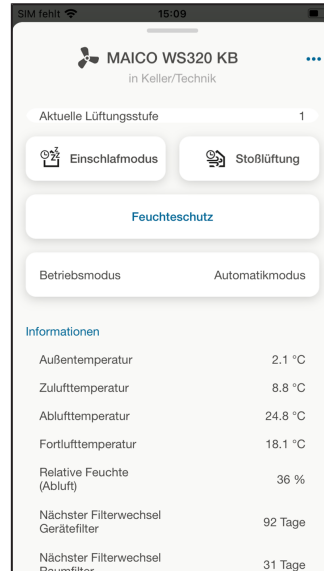 SIM fehlt 15:09
MAICO WS320 KB
in Keller/Technik
Aktuelle Lüftungsstufe 1
Einschlafmodus Stoßlüftung
Feuchteschutz
Betriebsmodus Automatikmodus
Informationen
Außentemperatur 2.1 °C
Zulufttemperatur 8.8 °C
Ablufttemperatur 24.8 °C
Fortlufttemperatur 18.1 °C
Relative Feuchte
(Abluft) 36 %
Nächster Filterwechsel
Gerätefilter 92 Tage
Nächster Filterwechsel
Raumfilter 31 Tage